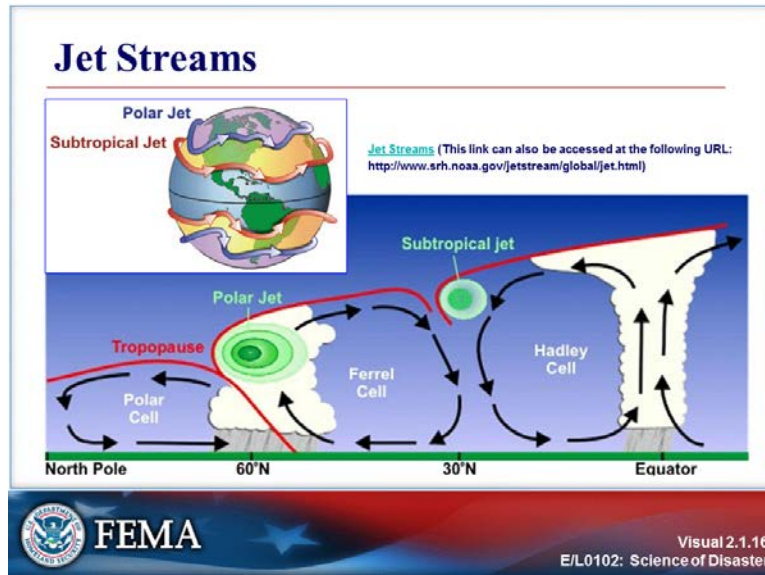 Jet Streams
Polar Jet
Subtropical Jet
Jet Streams (This link can also be accessed at the following URL:
http://www.srh.noaa.gov/jetstream/global/jet.html)
Subtropical jet
Polar Jet
Tropopause
Polar
Cell
Ferrel
Cell
Hadley
Cell
North Pole 60°N 30°N Equator
FEMA
Visual 2.1.16
E/L0102: Science of Disaster